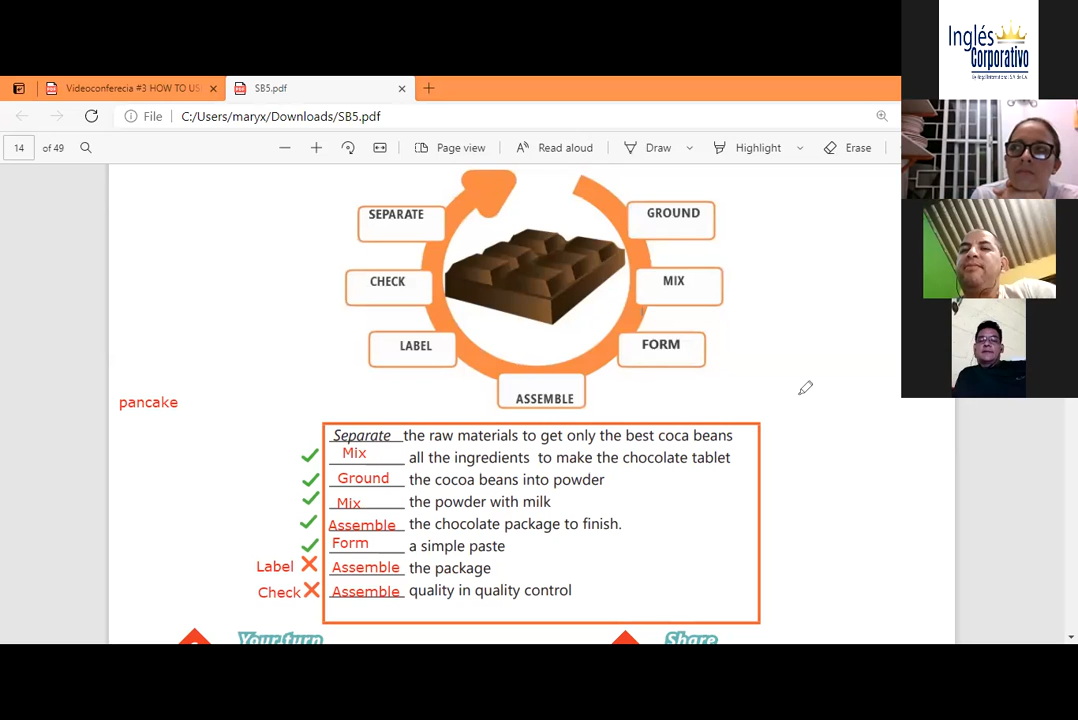 Inglés
Corporativo
Videoconferecia #3 HOW TO US
SB5.pdf
File
C:/Users/maryx/Downloads/SB5.pdf
14 of 49
Page view
Read aloud
Draw
Highlight
Erase
SEPARATE
GROUND
CHECK
MIX
LABEL
FORM
ASSEMBLE
pancake
Separate the raw materials to get only the best coca beans
Mix all the ingredients to make the chocolate tablet
Ground the cocoa beans into powder
Mix the powder with milk
Assemble the chocolate package to finish.
Form a simple paste
Label Assemble the package
Check Assemble quality in quality control
Your turn
Share